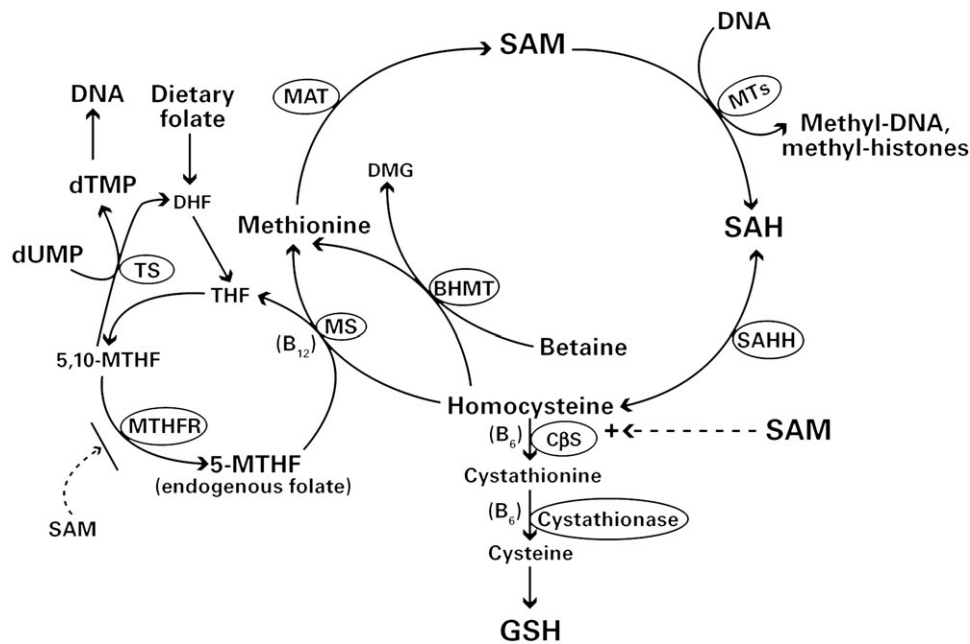 SAM
DNA
MTs
Methyl-DNA,
methyl-histones
MAT
DNA
Dietary
folate
dTMP
DHF
DMG
Methionine
SAH
dUMP
TS
THF
BHMT
MS
(B12)
Betaine
SAHH
5,10-MTHF
Homocysteine
MTHFR
(B6)
CβS
+
SAM
5-MTHF
(endogenous folate)
Cystathionine
SAM
(B6)
Cystathionase
Cysteine
GSH